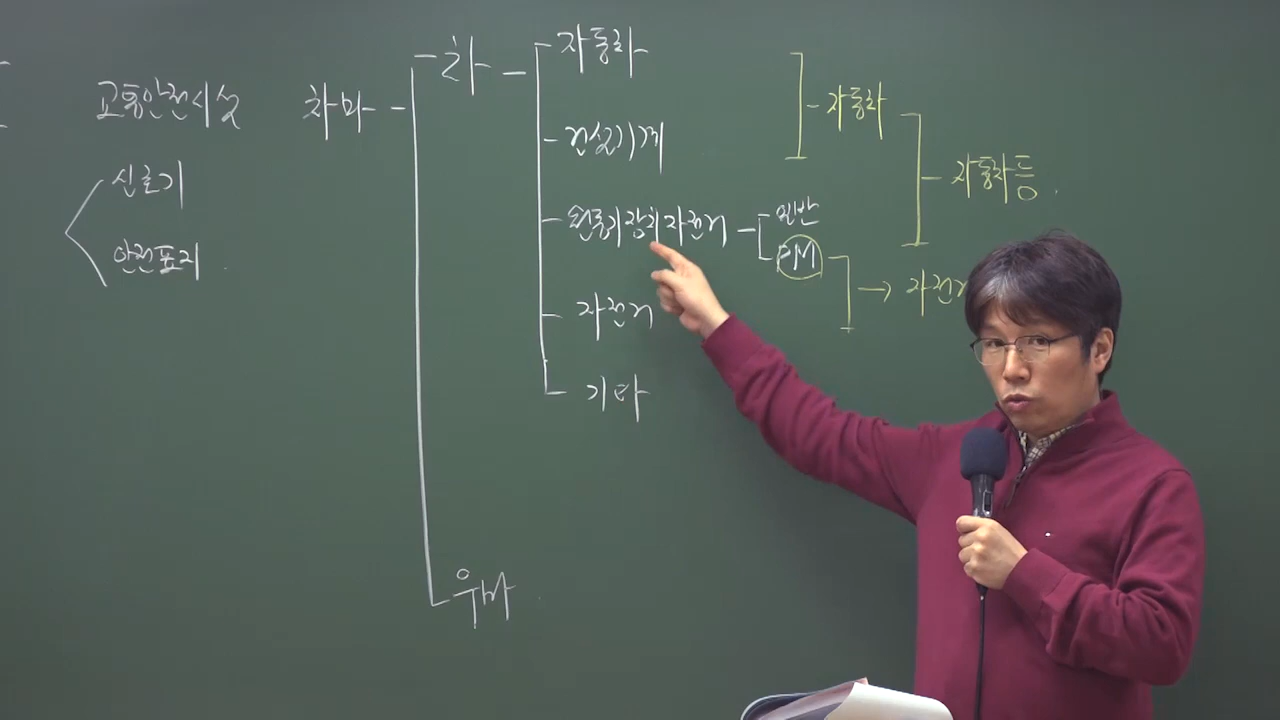 교통안전시설
신호기
안전표지
차마
차
자동차
건설기계
원동기장치자전거
일반
PM
자전거
기타
우마
자동차
자동차등
자전거